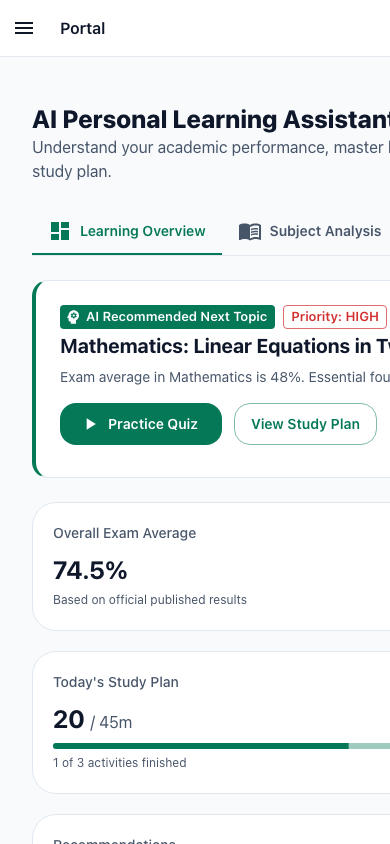 Portal
AI Personal Learning Assistant
Understand your academic performance, master
study plan.
Learning Overview
Subject Analysis
AI Recommended Next Topic
Priority: HIGH
Mathematics: Linear Equations in
Exam average in Mathematics is 48%. Essential
Practice Quiz
View Study Plan
Overall Exam Average
74.5%
Based on official published results
Today's Study Plan
20 / 45m
1 of 3 activities finished
Recommendations